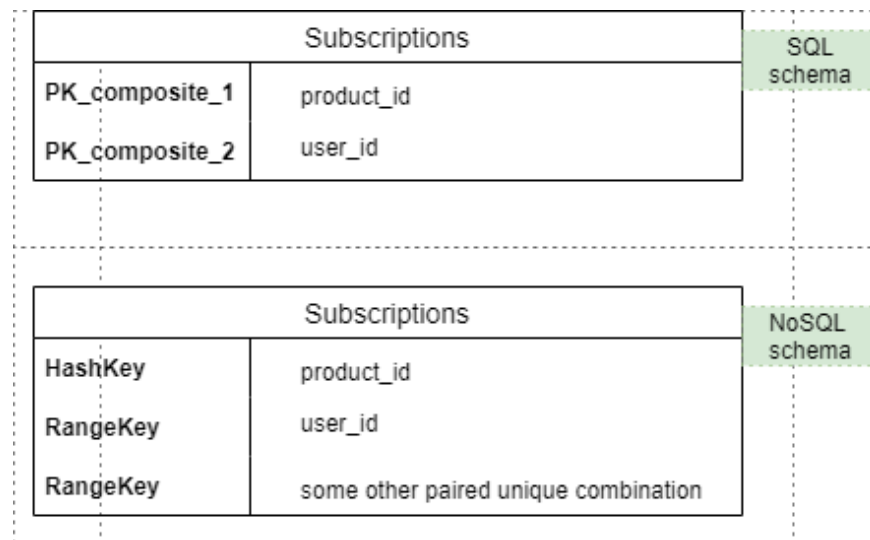 Subscriptions
SQL
schema
PK_composite_1 product_id
PK_composite_2 user_id
Subscriptions
NoSQL
schema
HashKey product_id
RangeKey user_id
RangeKey some other paired unique combination